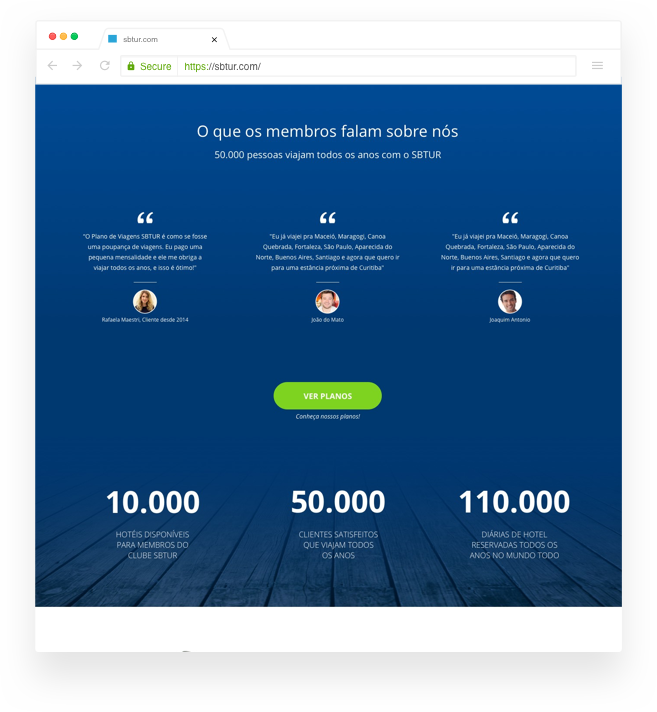 sbtur.com
Secure
https://sbtur.com/
O que os membros falam sobre nós
50.000 pessoas viajam todos os anos com o SBTUR
"O Plano de Viagens SBTUR é como se fosse
uma poupança de viagens. Eu pago uma
pequena mensalidade e ele me obriga a
viajar todos os anos, e isso é ótimo!"
Rafaela Maestri, Cliente desde 2014
"Eu já viajei pra Maceió, Maragogi, Canoa
Quebrada, Fortaleza, São Paulo, Aparecida do
Norte, Buenos Aires, Santiago e agora que quero ir
para uma estância próxima de Curitiba"
João do Mato
"Eu já viajei pra Maceió, Maragogi, Canoa
Quebrada, Fortaleza, São Paulo, Aparecida do
Norte, Buenos Aires, Santiago e agora que quero
ir para uma estância próxima de Curitiba"
Joaquim Antonio
VER PLANOS
Conheça nossos planos!
10.000
HOTÉIS DISPONÍVEIS
PARA MEMBROS DO
CLUBE SBTUR
50.000
CLIENTES SATISFEITOS
QUE VIAJAM TODOS
OS ANOS
110.000
DIÁRIAS DE HOTEL
RESERVADAS TODOS OS
ANOS NO MUNDO TODO